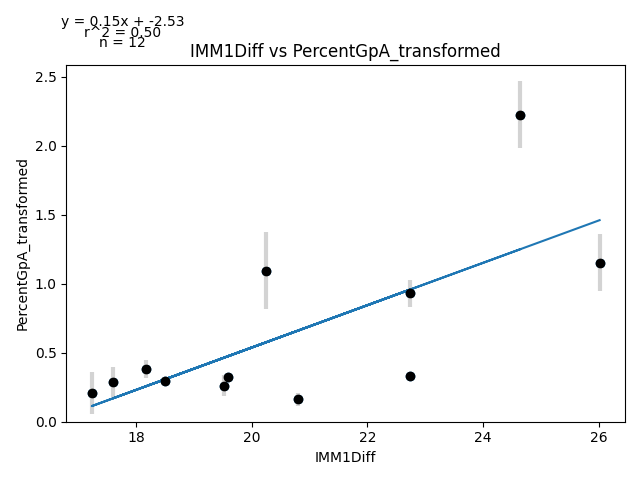 y = 0.15x + -2.53
r^2 = 0.50
n = 12
IMM1Diff vs PercentGpA_transformed
2.5
2.0
1.5
1.0
0.5
0.0
PercentGpA_transformed
18 20 22 24 26
IMM1Diff